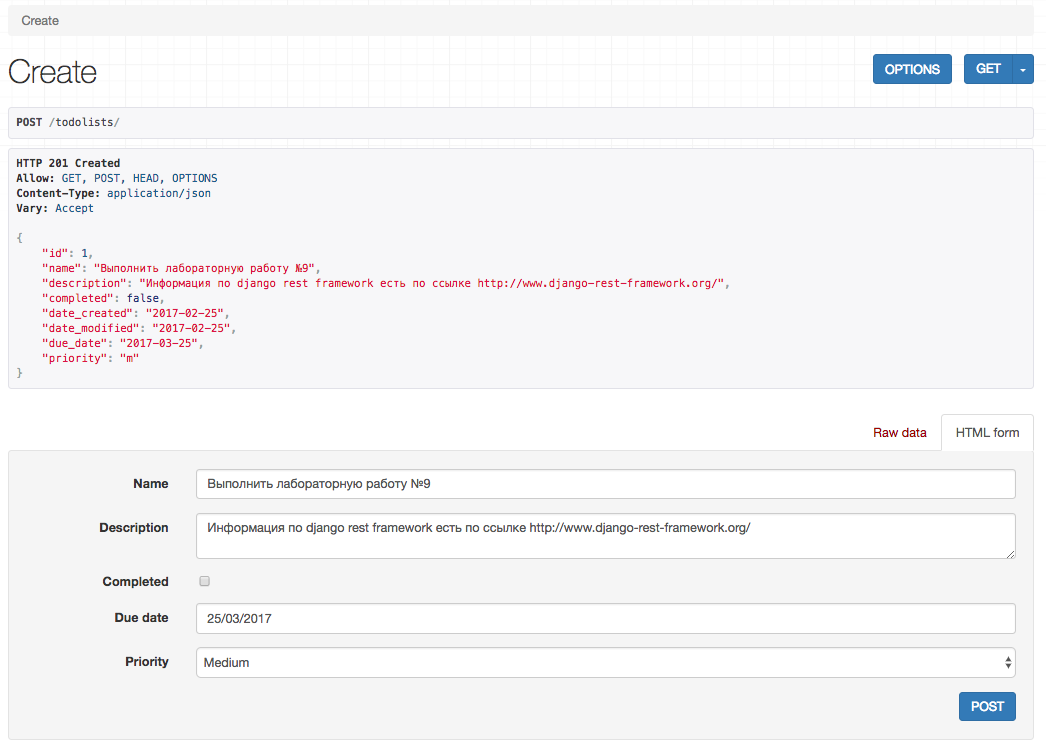 Create
Create
OPTIONS
GET
POST /todolists/
HTTP 201 Created
Allow: GET, POST, HEAD, OPTIONS
Content-Type: application/json
Vary: Accept
{
"id": 1,
"name": "Выполнить лабораторную работу №9",
"description": "Информация по django rest framework есть по ссылке http://www.django-rest-framework.org/",
"completed": false,
"date_created": "2017-02-25",
"date_modified": "2017-02-25",
"due_date": "2017-03-25",
"priority": "m"
}
Raw data
HTML form
Name
Выполнить лабораторную работу №9
Description
Информация по django rest framework есть по ссылке http://www.django-rest-framework.org/
Completed
Due date
25/03/2017
Priority
Medium
POST